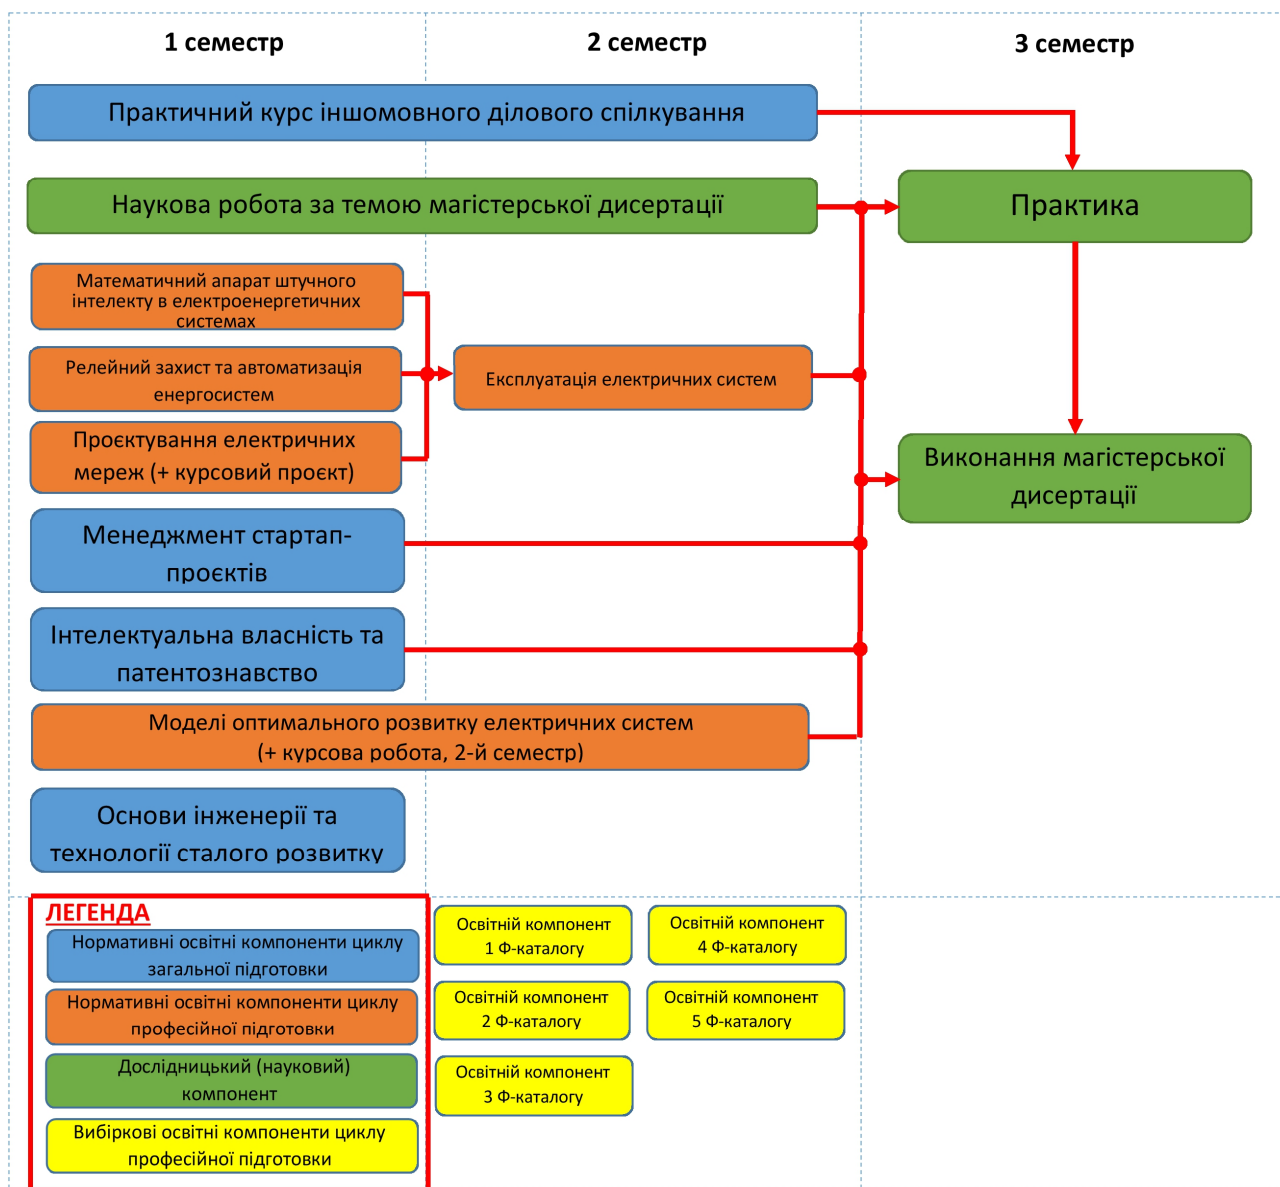 1 семестр
2 семестр
3 семестр
Практичний курс іншомовного ділового спілкування
Наукова робота за темою магістерської дисертації
Практика
Математичний апарат штучного
інтелекту в електроенергетичних
системах
Релейний захист та автоматизація
енергосистем
Експлуатація електричних систем
Проєктування електричних
мереж (+ курсовий проєкт)
Виконання магістерської
дисертації
Менеджмент стартап-
проєктів
Інтелектуальна власність та
патентознавство
Моделі оптимального розвитку електричних систем
(+ курсова робота, 2-й семестр)
Основи інженерії та
технології сталого розвитку
ЛЕГЕНДА
Нормативні освітні компоненти циклу
загальної підготовки
Нормативні освітні компоненти циклу
професійної підготовки
Дослідницький (науковий)
компонент
Вибіркові освітні компоненти циклу
професійної підготовки
Освітній компонент
1 Ф-каталогу
Освітній компонент
4 Ф-каталогу
Освітній компонент
2 Ф-каталогу
Освітній компонент
5 Ф-каталогу
Освітній компонент
3 Ф-каталогу